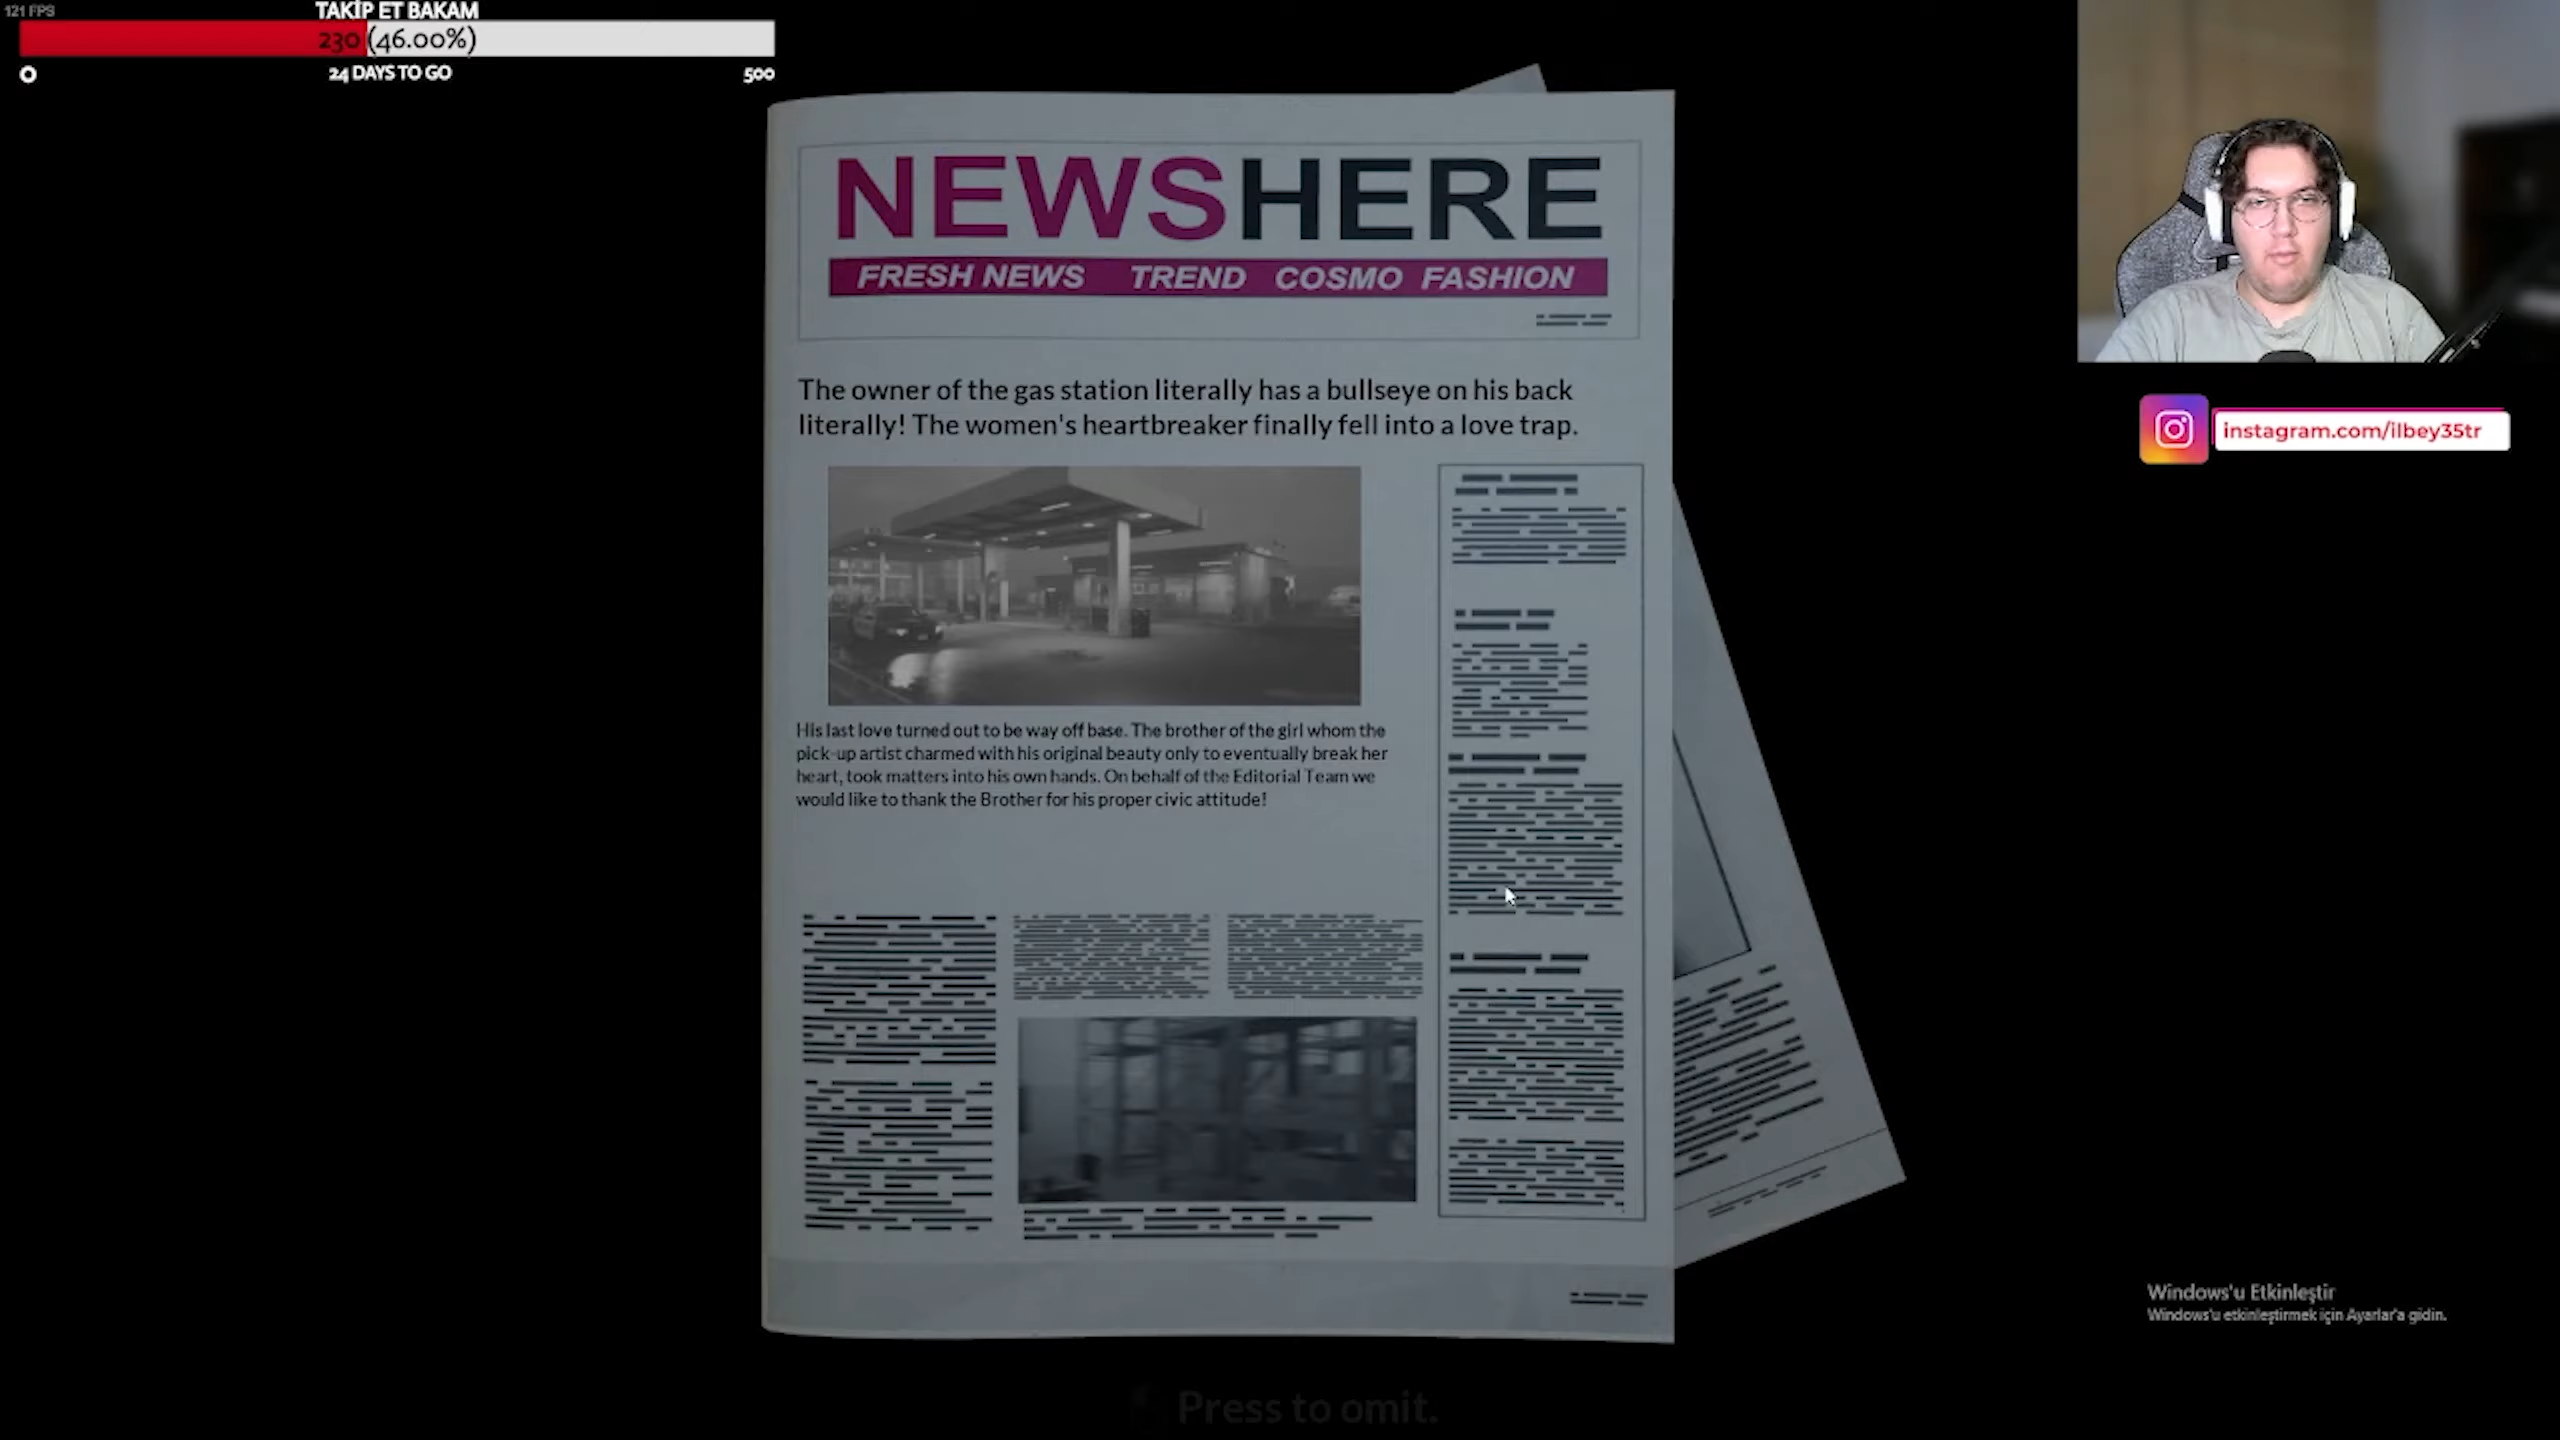 121 FPS
TAKİP ET BAKAM
230 (46.00%)
0
24 DAYS TO GO
500
NEWSHERE
FRESH NEWS TREND COSMO FASHION
The owner of the gas station literally has a bullseye on his back
literally! The women's heartbreaker finally fell into a love trap.
His last love turned out to be way off base. The brother of the girl whom the
pick-up artist charmed with his original beauty only to eventually break her
heart, took matters into his own hands. On behalf of the Editorial Team we
would like to thank the Brother for his proper civic attitude!
instagram.com/ilbey35tr
Windows'u Etkinleştir
Windows'u etkinleştirmek için Ayarlar'a gidin.
Press to omit.